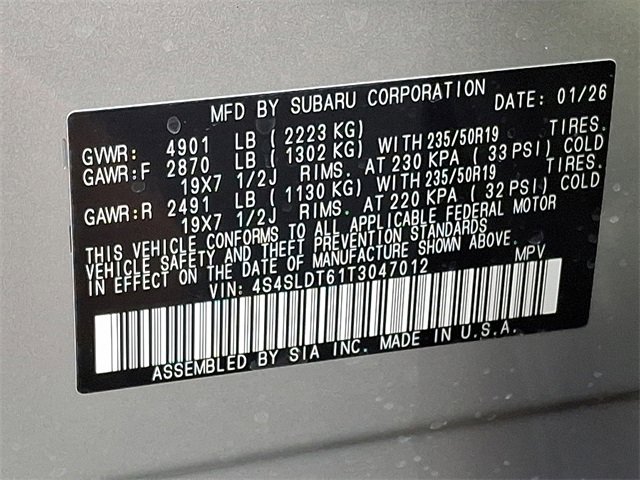 MFD BY SUBARU CORPORATION DATE: 01/26
GVWR: 4901 LB (2223 KG)
GAWR:F 2870 LB (1302 KG) WITH 235/50R19 TIRES.
19X7 1/2J RIMS. AT 230 KPA (33 PSI) COLD
GAWR:R 2491 LB (1130 KG) WITH 235/50R19 TIRES.
19X7 1/2J RIMS. AT 220 KPA (32 PSI) COLD
THIS VEHICLE CONFORMS TO ALL APPLICABLE FEDERAL MOTOR
VEHICLE SAFETY AND THEFT PREVENTION STANDARDS
IN EFFECT ON THE DATE OF MANUFACTURE SHOWN ABOVE.
VIN: 4S4SLDT61T3047012 MPV
ASSEMBLED BY SIA INC. MADE IN U.S.A.